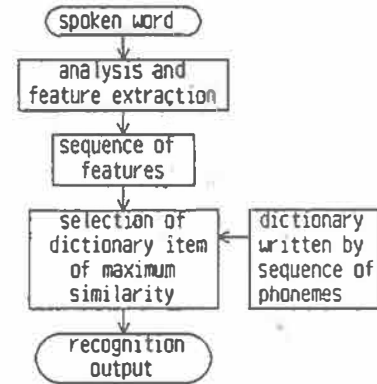 spoken word
analysis and
feature extraction
sequence of
features
selection of
dictionary item
of maximum
similarity
dictionary
written by
sequence of
phonemes
recognition
output